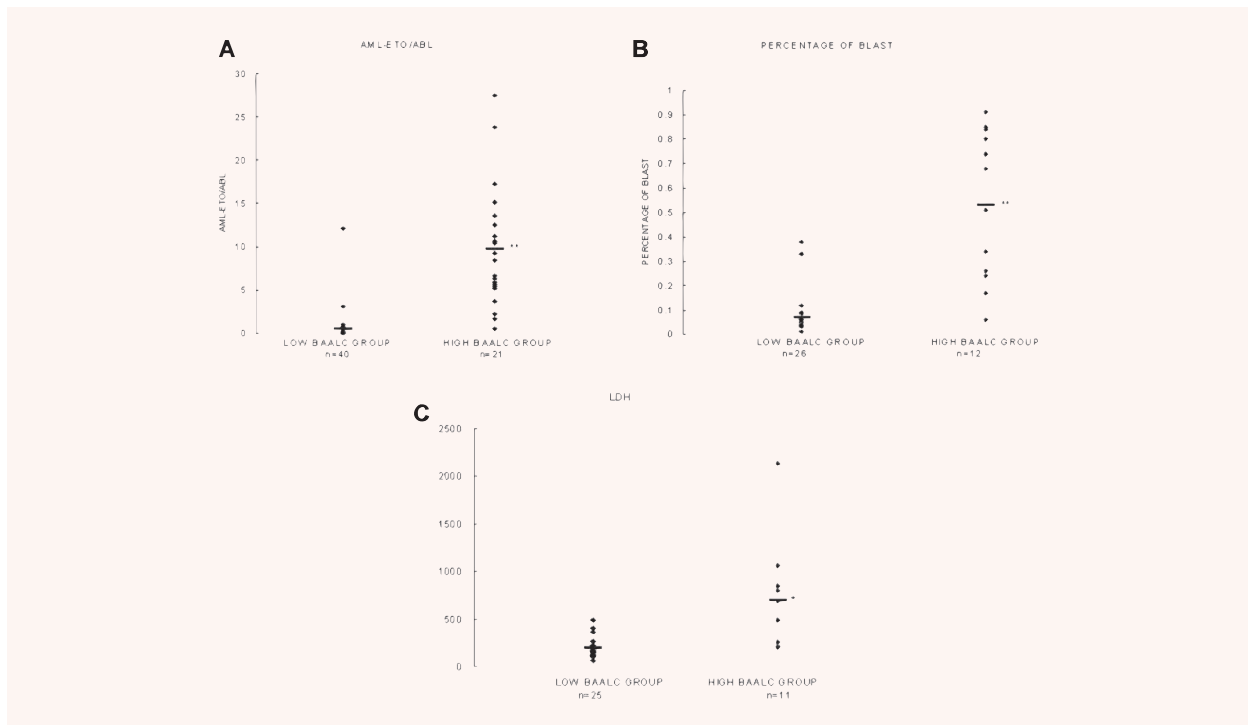 A
AML-ETO/ABL
30
25
20
15
10
5
0
AML-ETO/ABL
**
LOW BAALC GROUP
n=40
HIGH BAALC GROUP
n=21
B
PERCENTAGE OF BLAST
1
0.9
0.8
0.7
0.6
0.5
0.4
0.3
0.2
0.1
0
PERCENTAGE OF BLAST
**
LOW BAALC GROUP
n=26
HIGH BAALC GROUP
n=12
C
LDH
2500
2000
1500
1000
500
0
*
LOW BAALC GROUP
n=25
HIGH BAALC GROUP
n=11